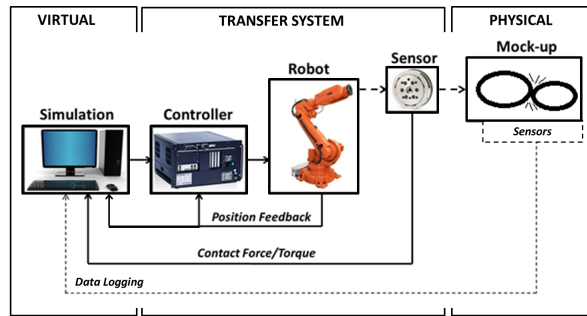 VIRTUAL
TRANSFER SYSTEM
PHYSICAL
Sensor
Mock-up
Robot
Simulation
Controller
Sensors
Position Feedback
Contact Force/Torque
Data Logging